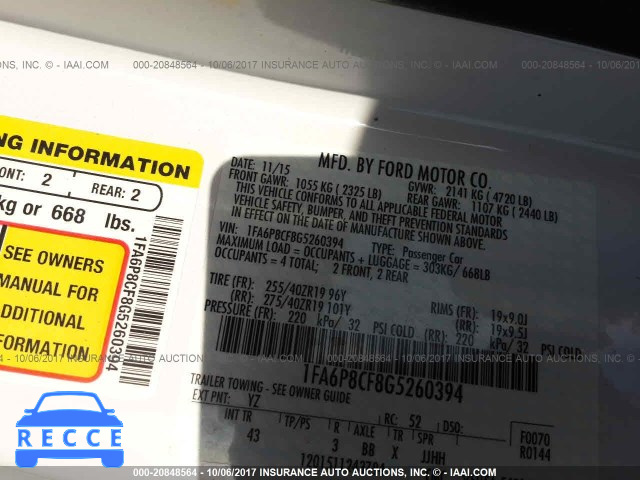 000-20848564 - 10/06/2017 INSURANCE AUTO AUCTIONS, INC. © - IAAI.COM
NG INFORMATION
ONT: 2 REAR: 2
kg or 668 lbs.
SEE OWNERS
MANUAL FOR
ADDITIONAL
FORMATION
1FA6P8CF8G5260394
MFD. BY FORD MOTOR CO.
DATE: 11/15 GVWR: 2141 KG ( 4720 LB)
FRONT GAWR: 1055 KG ( 2325 LB) REAR GAWR: 1107 KG ( 2440 LB)
THIS VEHICLE CONFORMS TO ALL APPLICABLE FEDERAL MOTOR
VEHICLE SAFETY, BUMPER, AND THEFT PREVENTION STANDARDS
IN EFFECT ON THE DATE OF MANUFACTURE SHOWN ABOVE.
VIN: 1FA6P8CF8G5260394 TYPE: Passenger Car
MAXIMUM LOAD = OCCUPANTS + LUGGAGE = 303KG/ 668LB
OCCUPANTS = 4 TOTAL; 2 FRONT, 2 REAR
TIRE (FR): 255/40ZR19 96Y RIMS (FR): 19x9.0J
(RR): 275/40ZR19 101Y (RR): 19x9.5J
PRESSURE (FR): 220 kPa/ 32 PSI COLD (RR): 220 kPa/ 32 PSI COLD
1FA6P8CF8G5260394
TRAILER TOWING - SEE OWNER GUIDE
EXT PNT: YZ RC: 52 F0070
INT TR TP/PS R AXLE TR SPR R0144
43 3 BB X JJHH
000-20848564 - 10/06/2017 INSURANCE AUTO AUCTIONS, INC. © - IAAI.COM
RECCE
000-20848564 - 10/06/2017 INSURANCE AUTO AUCTIONS, INC. © - IAAI.COM